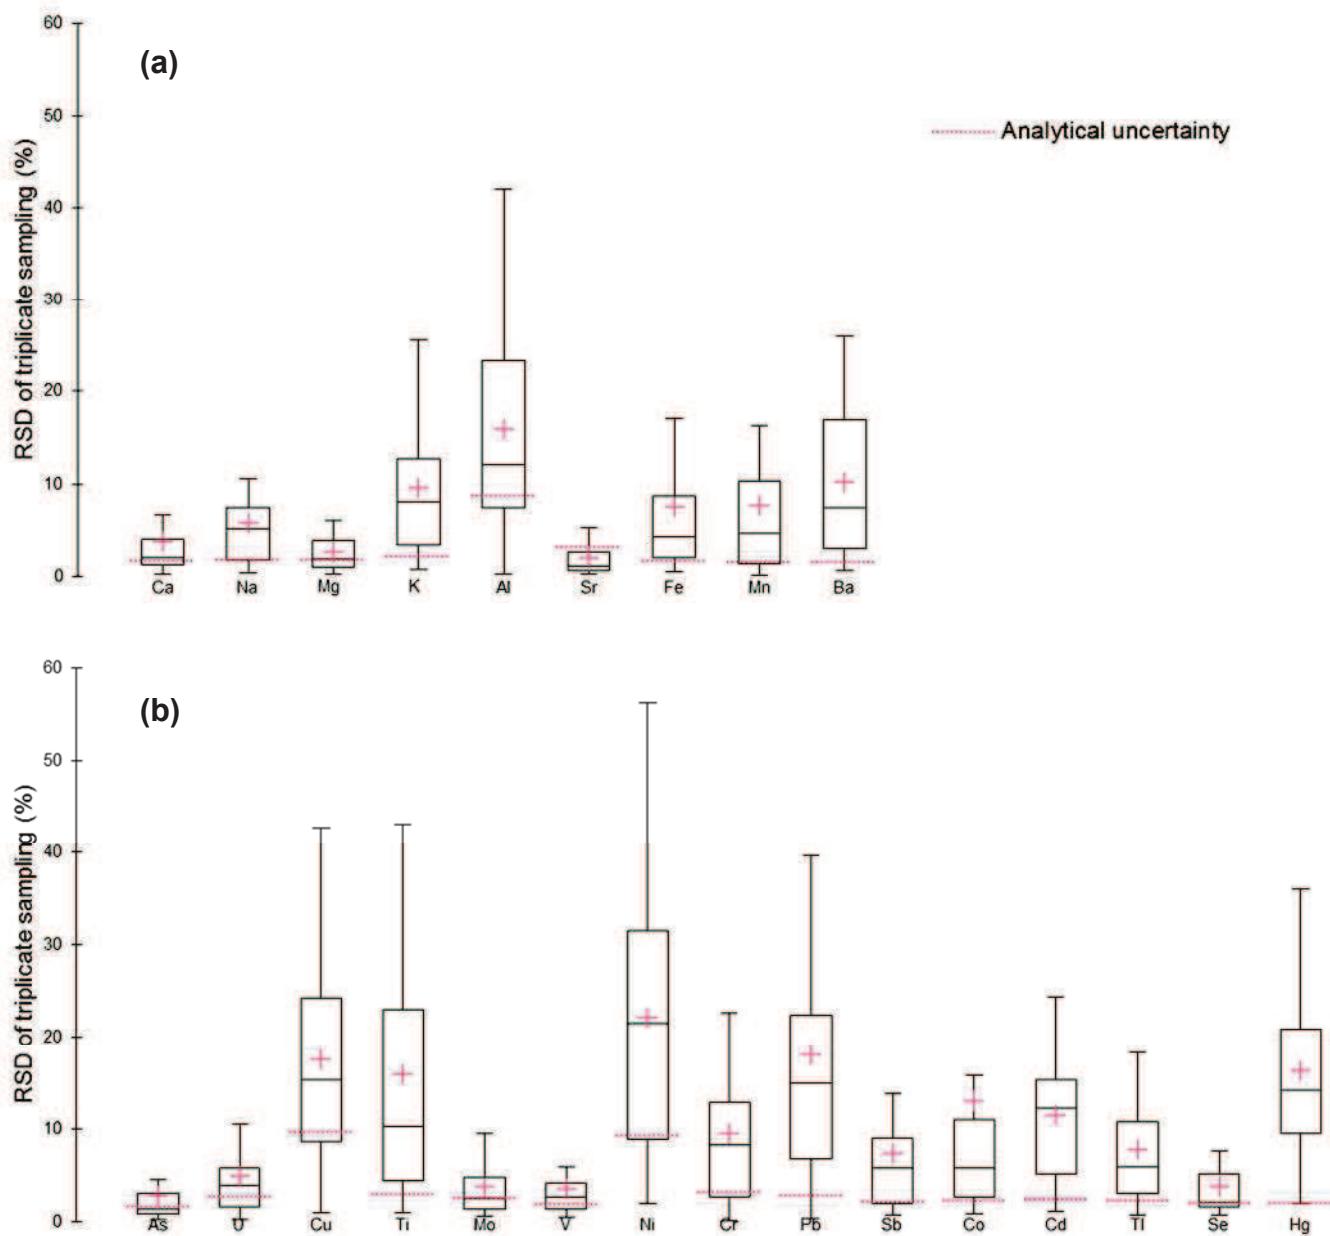 (a)
60
50
40
30
20
10
0
RSD of triplicate sampling (%)
Analytical uncertainty
Ca Na Mg K Al Sr Fe Mn Ba
(b)
60
50
40
30
20
10
0
RSD of triplicate sampling (%)
As U Cu Ti Mo V Ni Cr Pb Sb Co Cd Tl Se Hg